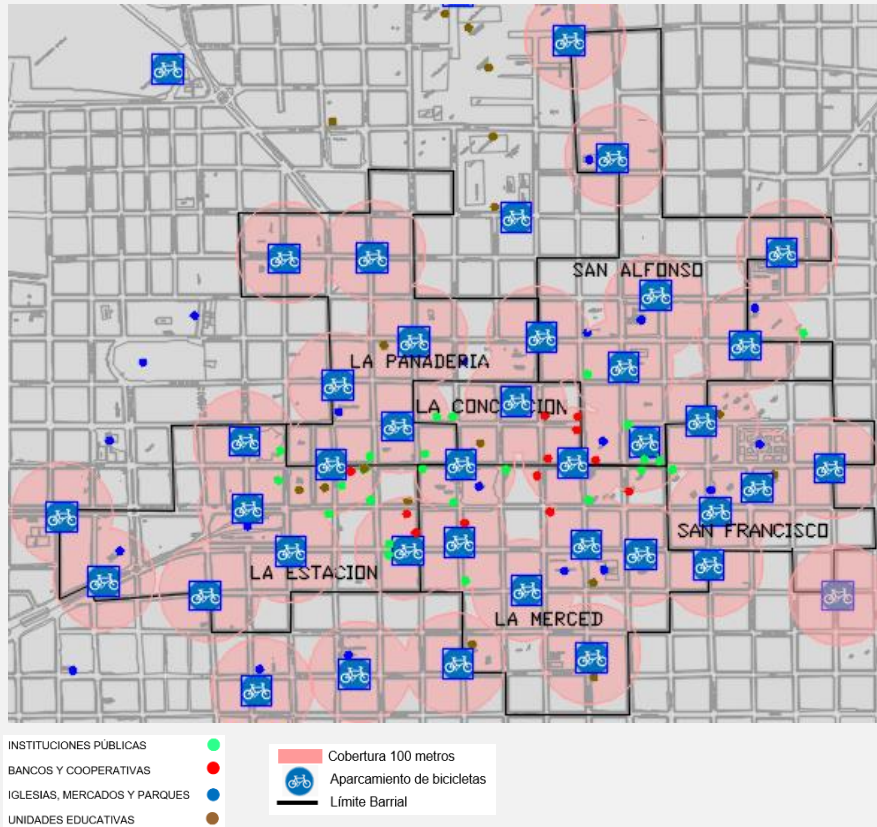 SAN ALFONSO
LA PANADERIA
LA CONCEPCION
SAN FRANCISCO
LA ESTACION
LA MERCED
INSTITUCIONES PÚBLICAS
BANCOS Y COOPERATIVAS
IGLESIAS, MERCADOS Y PARQUES
UNIDADES EDUCATIVAS
Cobertura 100 metros
Aparcamiento de bicicletas
Límite Barrial